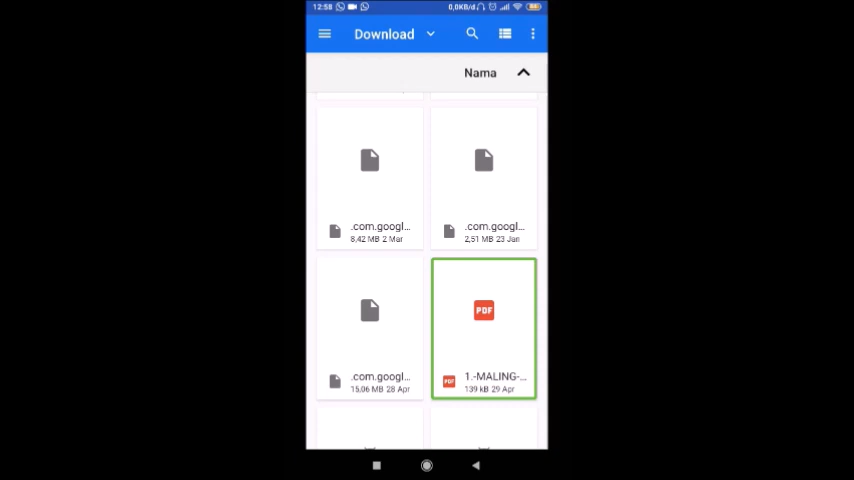 12:58 0,0KB/d
Download
Nama
.com.googl...
8,42 MB 2 Mar
.com.googl...
2,51 MB 23 Jan
.com.googl...
15,06 MB 28 Apr
PDF
PDF 1.-MALING-...
139 kB 29 Apr